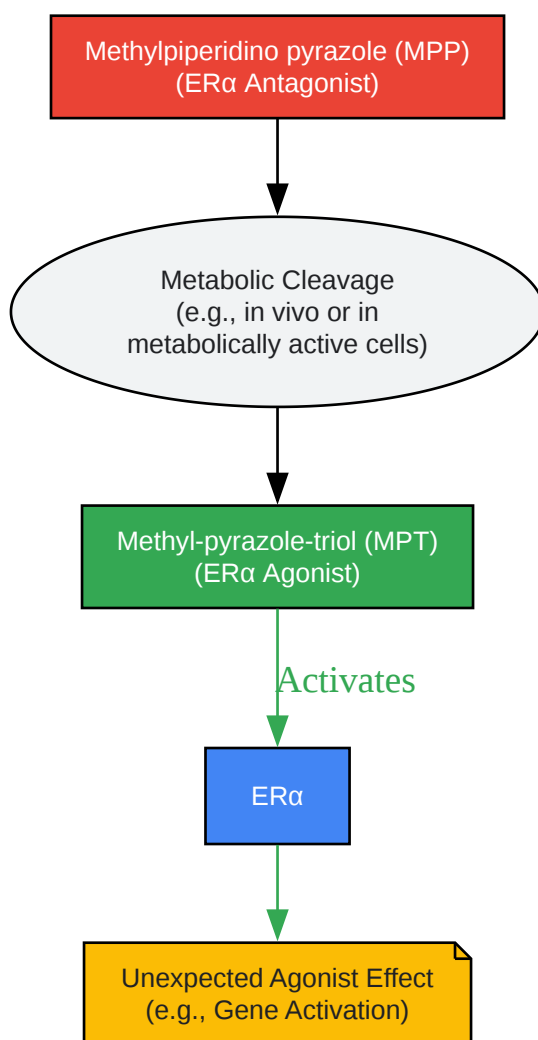 Methylpiperidino pyrazole (MPP)
(ERα Antagonist)
Metabolic Cleavage
(e.g., in vivo or in
metabolically active cells)
Methyl-pyrazole-triol (MPT)
(ERα Agonist)
Activates
ERα
Unexpected Agonist Effect
(e.g., Gene Activation)